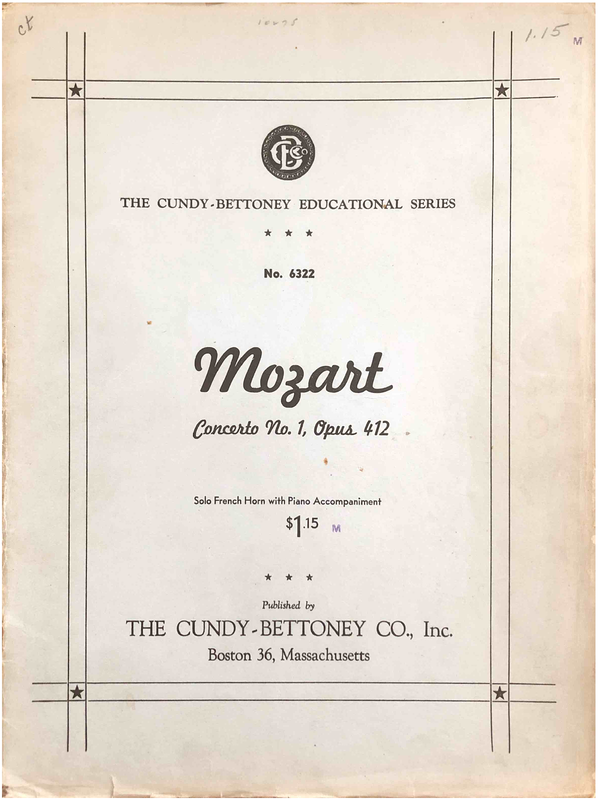 ct
1.15 M
THE CUNDY-BETTONEY EDUCATIONAL SERIES
No. 6322
Mozart
Concerto No. 1, Opus 412
Solo French Horn with Piano Accompaniment
$1.15 M
Published by
THE CUNDY-BETTONEY CO., Inc.
Boston 36, Massachusetts